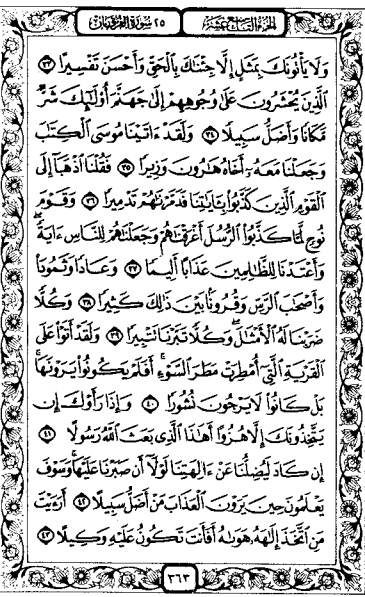 الجزء التاسع عشر ٢٥ سورة الفرقان
وَلَا يَأْتُونَكَ بِمَثَلٍ إِلَّا جِئْنَاكَ بِالْحَقِّ وَأَحْسَنَ تَفْسِيرًا ٣٣
الَّذِينَ يُحْشَرُونَ عَلَى وُجُوهِهِمْ إِلَى جَهَنَّمَ أُولَٰئِكَ شَرٌّ
مَكَانًا وَأَضَلُّ سَبِيلًا ٣٤ وَلَقَدْ ءَاتَيْنَا مُوسَى الْكِتَابَ
وَجَعَلْنَا مَعَهُ أَخَاهُ هَارُونَ وَزِيرًا ٣٥ فَقُلْنَا اذْهَبَا إِلَى
الْقَوْمِ الَّذِينَ كَذَّبُوا بِـَٔايَاتِنَا فَدَمَّرْنَاهُمْ تَدْمِيرًا ٣٦ وَقَوْمَ
نُوحٍ لَمَّا كَذَّبُوا الرُّسُلَ أَغْرَقْنَاهُمْ وَجَعَلْنَاهُمْ لِلنَّاسِ ءَايَةً
وَأَعْتَدْنَا لِلظَّالِمِينَ عَذَابًا أَلِيمًا ٣٧ وَعَادًا وَثَمُودَا
وَأَصْحَابَ الرَّسِّ وَقُرُونًا بَيْنَ ذَٰلِكَ كَثِيرًا ٣٨ وَكُلًّا
ضَرَبْنَا لَهُ الْأَمْثَالَ وَكُلًّا تَبَّرْنَا تَتْبِيرًا ٣٩ وَلَقَدْ أَتَوْا عَلَى
الْقَرْيَةِ الَّتِي أُمْطِرَتْ مَطَرَ السَّوْءِ أَفَلَمْ يَكُونُوا يَرَوْنَهَا
بَلْ كَانُوا لَا يَرْجُونَ نُشُورًا ٤٠ وَإِذَا رَأَوْكَ إِنْ
يَتَّخِذُونَكَ إِلَّا هُزُوًا أَهَٰذَا الَّذِي بَعَثَ اللَّهُ رَسُولًا ٤١
إِنْ كَادَ لَيُضِلُّنَا عَنْ ءَالِهَتِنَا لَوْلَا أَنْ صَبَرْنَا عَلَيْهَا وَسَوْفَ
يَعْلَمُونَ حِينَ يَرَوْنَ الْعَذَابَ مَنْ أَضَلُّ سَبِيلًا ٤٢ أَرَءَيْتَ
مَنِ اتَّخَذَ إِلَٰهَهُ هَوَاهُ أَفَأَنْتَ تَكُونُ عَلَيْهِ وَكِيلًا ٤٣
٣٦٣